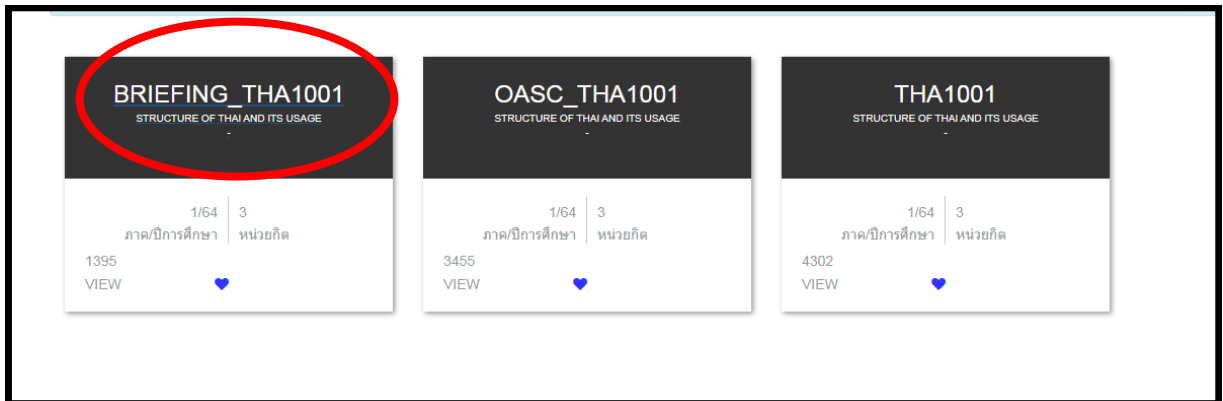 BRIEFING_THA1001
STRUCTURE OF THAI AND ITS USAGE
-
1/64 3
ภาค/ปีการศึกษา หน่วยกิต
1395
VIEW
OASC_THA1001
STRUCTURE OF THAI AND ITS USAGE
-
1/64 3
ภาค/ปีการศึกษา หน่วยกิต
3455
VIEW
THA1001
STRUCTURE OF THAI AND ITS USAGE
-
1/64 3
ภาค/ปีการศึกษา หน่วยกิต
4302
VIEW